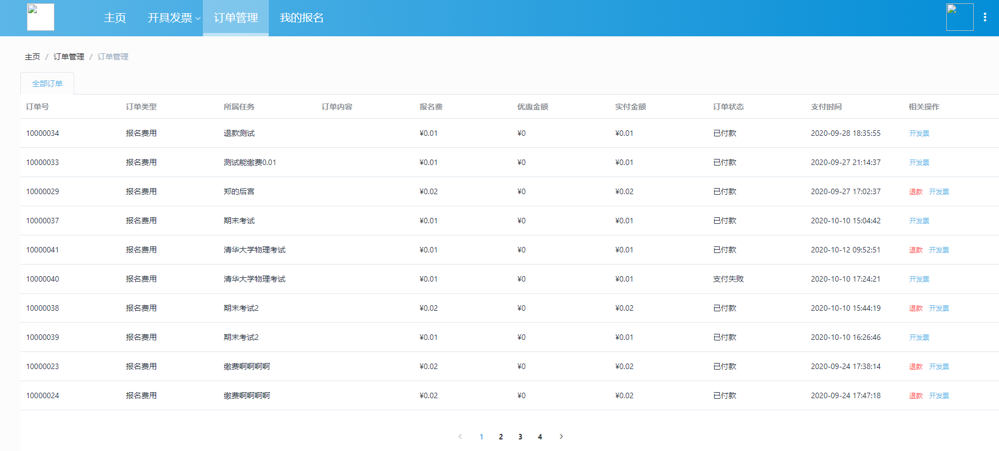 主页 开具发票 订单管理 我的报名
主页 / 订单管理 / 订单管理
全部订单
订单号 订单类型 所属任务 订单内容 报名费 优惠金额 实付金额 订单状态 支付时间 相关操作
10000034 报名费用 退款测试 ¥0.01 ¥0 ¥0.01 已付款 2020-09-28 18:35:55 开发票
10000033 报名费用 测试能缴费0.01 ¥0.01 ¥0 ¥0.01 已付款 2020-09-27 21:14:37 开发票
10000029 报名费用 郑的后宫 ¥0.02 ¥0 ¥0.02 已付款 2020-09-27 17:02:37 退款 开发票
10000037 报名费用 期末考试 ¥0.01 ¥0 ¥0.01 已付款 2020-10-10 15:04:42 开发票
10000041 报名费用 清华大学物理考试 ¥0.01 ¥0 ¥0.01 已付款 2020-10-12 09:52:51 退款 开发票
10000040 报名费用 清华大学物理考试 ¥0.01 ¥0 ¥0.01 支付失败 2020-10-10 17:24:21 开发票
10000038 报名费用 期末考试2 ¥0.02 ¥0 ¥0.02 已付款 2020-10-10 15:44:19 退款 开发票
10000039 报名费用 期末考试2 ¥0.01 ¥0 ¥0.01 已付款 2020-10-10 16:26:46 开发票
10000023 报名费用 缴费啊啊啊啊 ¥0.02 ¥0 ¥0.02 已付款 2020-09-24 17:38:14 退款 开发票
10000024 报名费用 缴费啊啊啊啊 ¥0.02 ¥0 ¥0.02 已付款 2020-09-24 17:47:18 退款 开发票
1 2 3 4